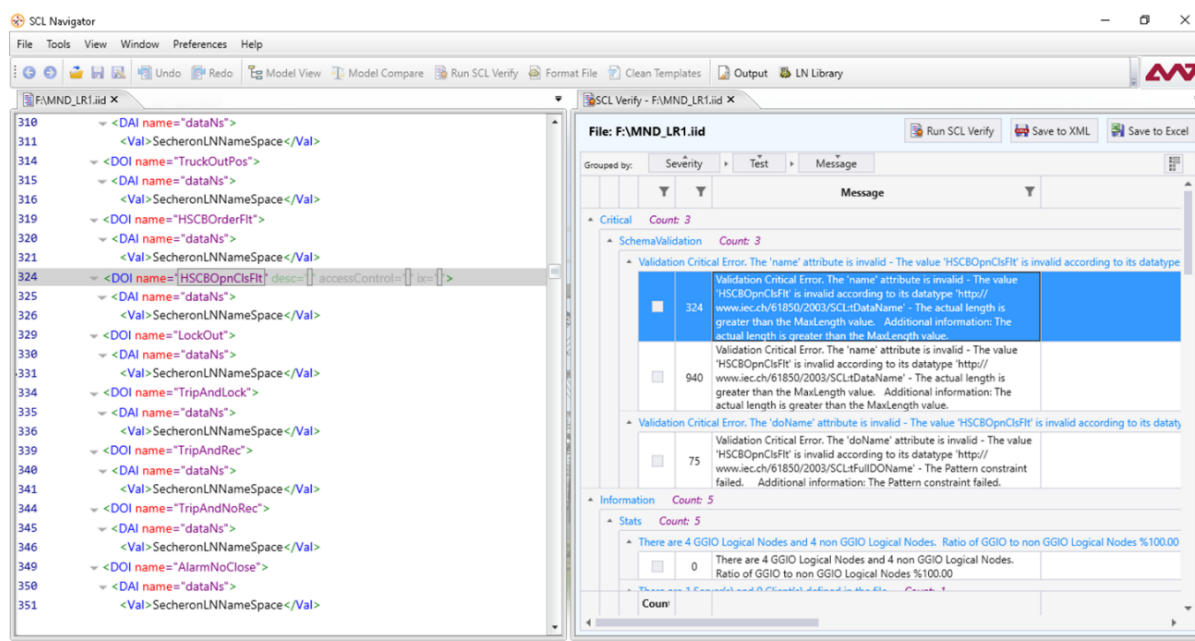 SCL Navigator
File Tools View Window Preferences Help
Undo Redo Model View Model Compare Run SCL Verify Format File Clean Templates Output LN Library
F:\MND_LR1.iid
310 <DAI name="dataNs">
311 <Val>SecheronLNNameSpace</Val>
314 <DOI name="TruckOutPos">
315 <DAI name="dataNs">
316 <Val>SecheronLNNameSpace</Val>
319 <DOI name="HSCBOrderFlt">
320 <DAI name="dataNs">
321 <Val>SecheronLNNameSpace</Val>
324 <DOI name="HSCBOpnClsFlt" desc="" accessControl="" ix="">
325 <DAI name="dataNs">
326 <Val>SecheronLNNameSpace</Val>
329 <DOI name="LockOut">
330 <DAI name="dataNs">
331 <Val>SecheronLNNameSpace</Val>
334 <DOI name="TripAndLock">
335 <DAI name="dataNs">
336 <Val>SecheronLNNameSpace</Val>
339 <DOI name="TripAndRec">
340 <DAI name="dataNs">
341 <Val>SecheronLNNameSpace</Val>
344 <DOI name="TripAndNoRec">
345 <DAI name="dataNs">
346 <Val>SecheronLNNameSpace</Val>
349 <DOI name="AlarmNoClose">
350 <DAI name="dataNs">
351 <Val>SecheronLNNameSpace</Val>
SCL Verify - F:\MND_LR1.iid
File: F:\MND_LR1.iid Run SCL Verify Save to XML Save to Excel
Grouped by: Severity Test Message
Message
Critical Count: 3
SchemaValidation Count: 3
Validation Critical Error. The 'name' attribute is invalid - The value 'HSCBOpnClsFlt' is invalid according to its datatype
Validation Critical Error. The 'name' attribute is invalid - The value
'HSCBOpnClsFlt' is invalid according to its datatype 'http://
324 www.iec.ch/61850/2003/SCL:tDataName' - The actual length is
greater than the MaxLength value. Additional information: The
actual length is greater than the MaxLength value.
Validation Critical Error. The 'name' attribute is invalid - The value
'HSCBOpnClsFlt' is invalid according to its datatype 'http://
940 www.iec.ch/61850/2003/SCL:tDataName' - The actual length is
greater than the MaxLength value. Additional information: The
actual length is greater than the MaxLength value.
Validation Critical Error. The 'doName' attribute is invalid - The value 'HSCBOpnClsFlt' is invalid according to its dataty
Validation Critical Error. The 'doName' attribute is invalid - The value
'HSCBOpnClsFlt' is invalid according to its datatype 'http://
75 www.iec.ch/61850/2003/SCL:tFullDOName' - The Pattern constraint
failed. Additional information: The Pattern constraint failed.
Information Count: 5
Stats Count: 5
There are 4 GGIO Logical Nodes and 4 non GGIO Logical Nodes. Ratio of GGIO to non GGIO Logical Nodes %100.00
0 There are 4 GGIO Logical Nodes and 4 non GGIO Logical Nodes.
Ratio of GGIO to non GGIO Logical Nodes %100.00
There are 1 Server(s) and 0 Client(s) defined in the file Count: 1
Count